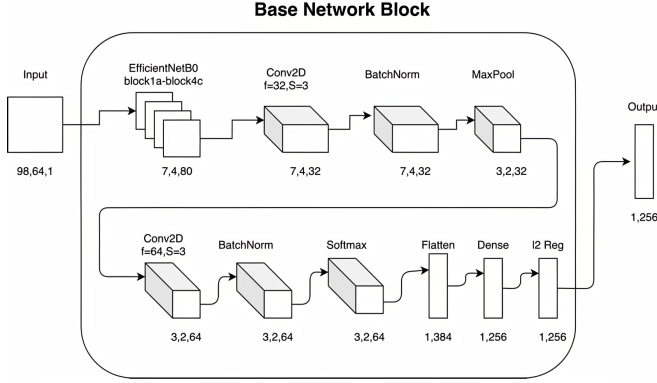 Base Network Block
Input
EfficientNetB0
block1a-block4c
Conv2D
f=32,S=3
BatchNorm
MaxPool
Output
98,64,1
7,4,80
7,4,32
7,4,32
3,2,32
1,256
Conv2D
f=64,S=3
BatchNorm
Softmax
Flatten
Dense
l2 Reg
3,2,64
3,2,64
3,2,64
1,384
1,256
1,256